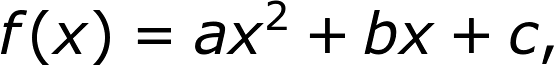 f(x) = ax² + bx + c,